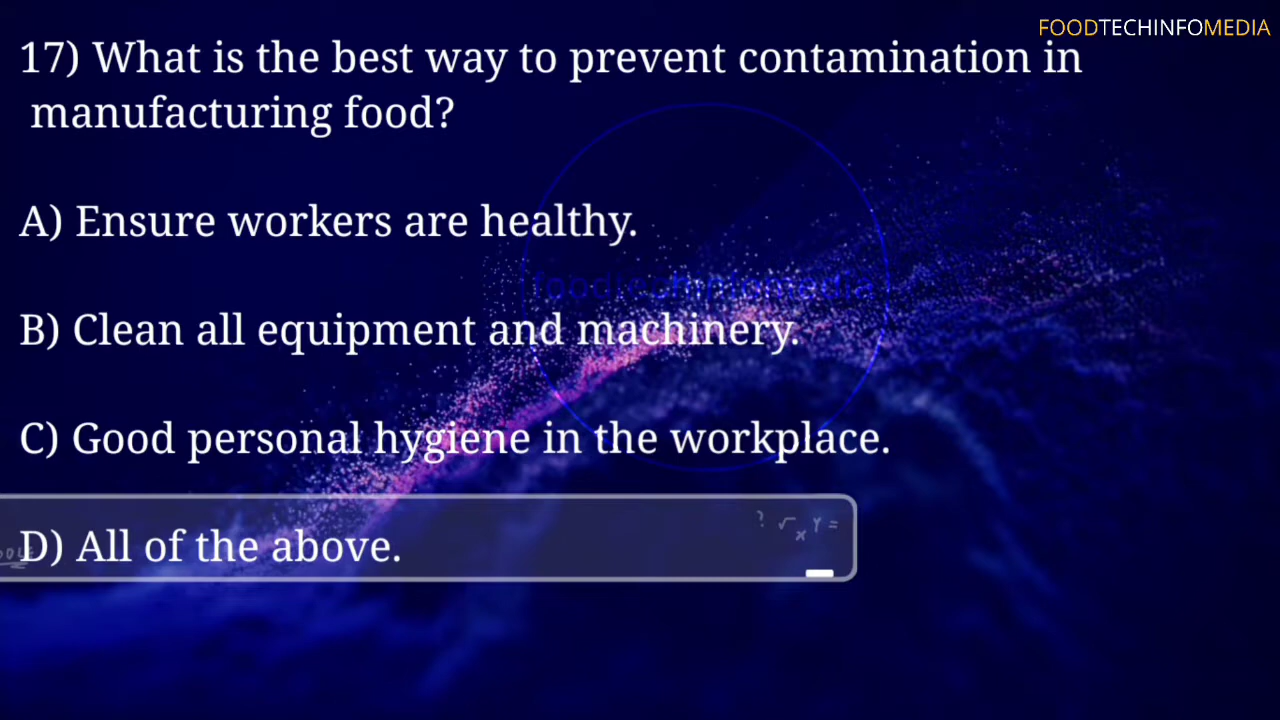 FOODTECHINFOMEDIA
17) What is the best way to prevent contamination in
manufacturing food?
A) Ensure workers are healthy.
foodtechinfomedia
B) Clean all equipment and machinery.
C) Good personal hygiene in the workplace.
? √x Y =
D) All of the above.